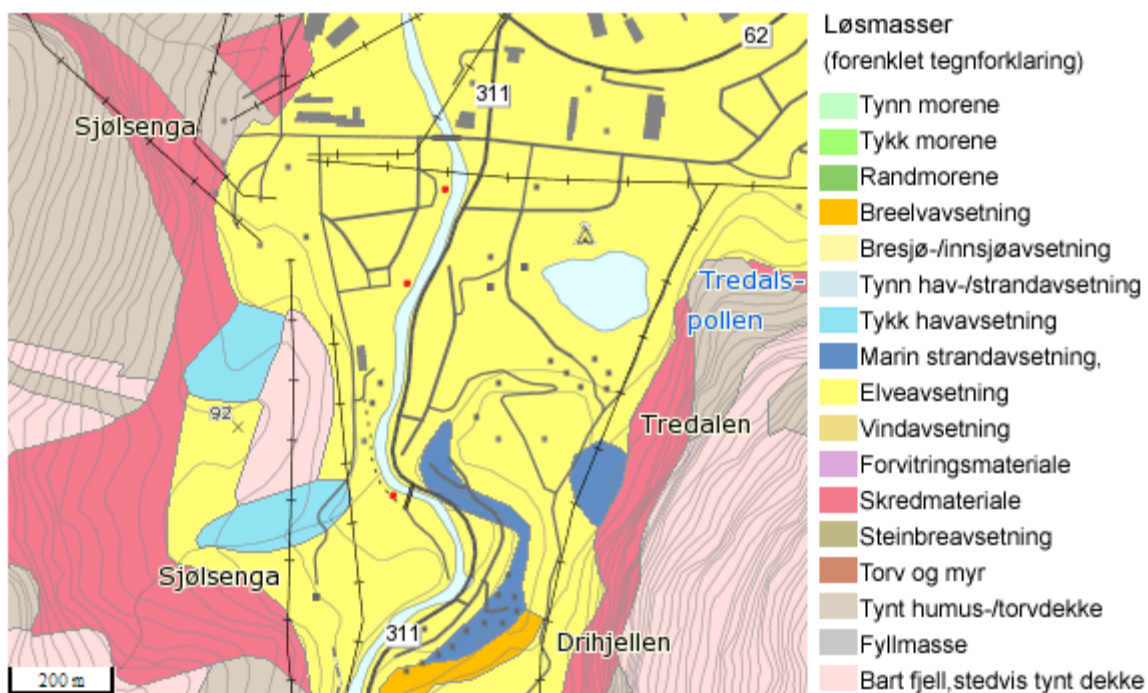 62
311
Sjølsenga
Tredals-
pollen
92
Tredalen
Sjølsenga
311
Drihjellen
200 m
Løsmasser
(forenklet tegnforklaring)
Tynn morene
Tykk morene
Randmorene
Breelvavsetning
Bresjø-/innsjøavsetning
Tynn hav-/strandavsetning
Tykk havavsetning
Marin strandavsetning,
Elveavsetning
Vindavsetning
Forvitringsmateriale
Skredmateriale
Steinbreavsetning
Torv og myr
Tynt humus-/torvdekke
Fyllmasse
Bart fjell,stedvis tynt dekke